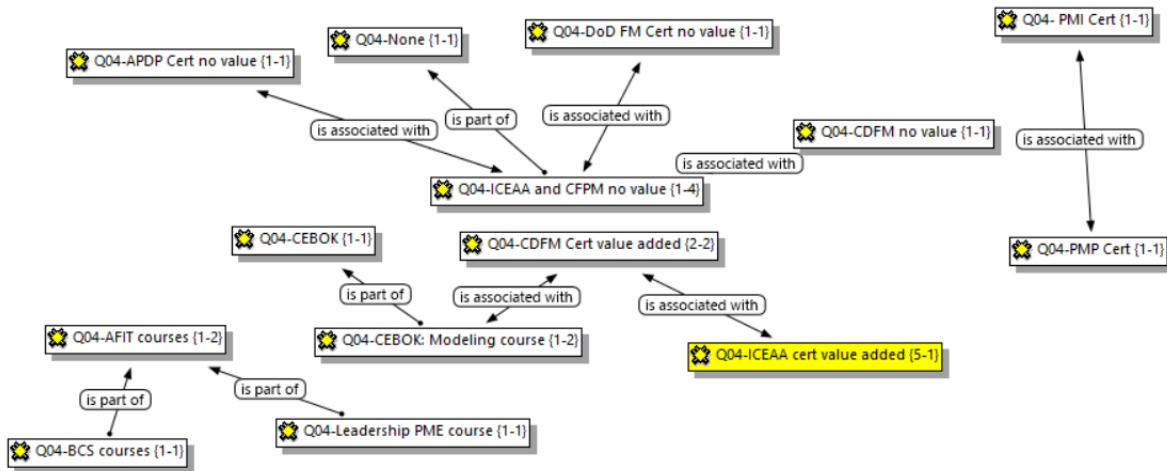 Q04- PMI Cert {1-1}
Q04-None {1-1}
Q04-DoD FM Cert no value {1-1}
Q04-APDP Cert no value {1-1}
is associated with
is part of
is associated with
Q04-CDFM no value {1-1}
is associated with
is associated with
Q04-ICEAA and CFPM no value {1-4}
Q04-CEBOK {1-1}
Q04-CDFM Cert value added {2-2}
Q04-PMP Cert {1-1}
is part of
is associated with
is associated with
Q04-AFIT courses {1-2}
Q04-CEBOK: Modeling course {1-2}
Q04-ICEAA cert value added {5-1}
is part of
is part of
Q04-Leadership PME course {1-1}
Q04-BCS courses {1-1}